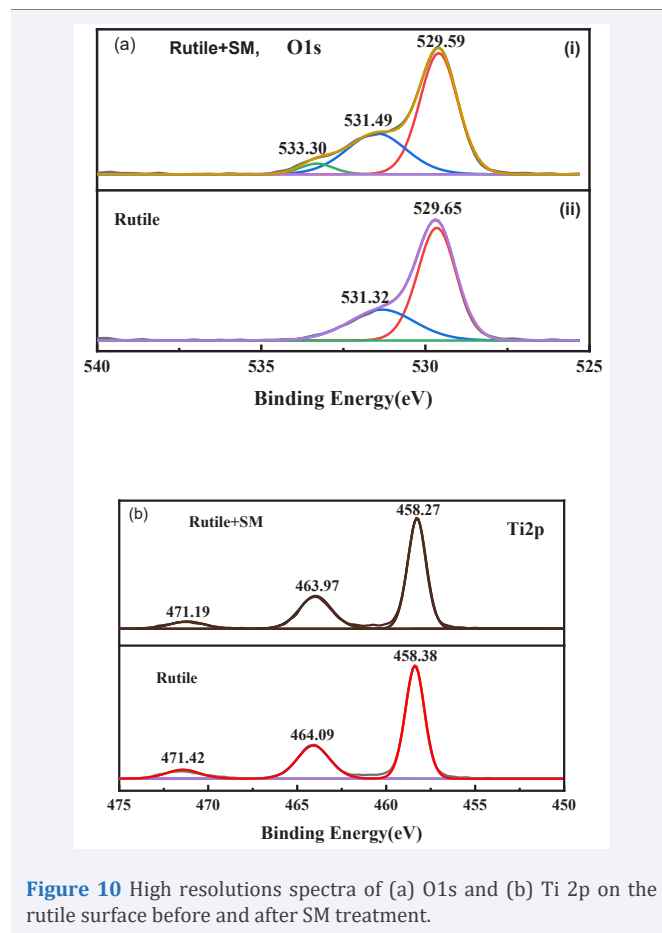 (a) Rutile+SM, O1s (i)
529.59
531.49
533.30
Rutile (ii)
529.65
531.32
540 535 530 525
Binding Energy(eV)
(b) Rutile+SM Ti2p
458.27
463.97
471.19
Rutile
458.38
464.09
471.42
475 470 465 460 455 450
Binding Energy(eV)
Figure 10 High resolutions spectra of (a) O1s and (b) Ti 2p on the
rutile surface before and after SM treatment.